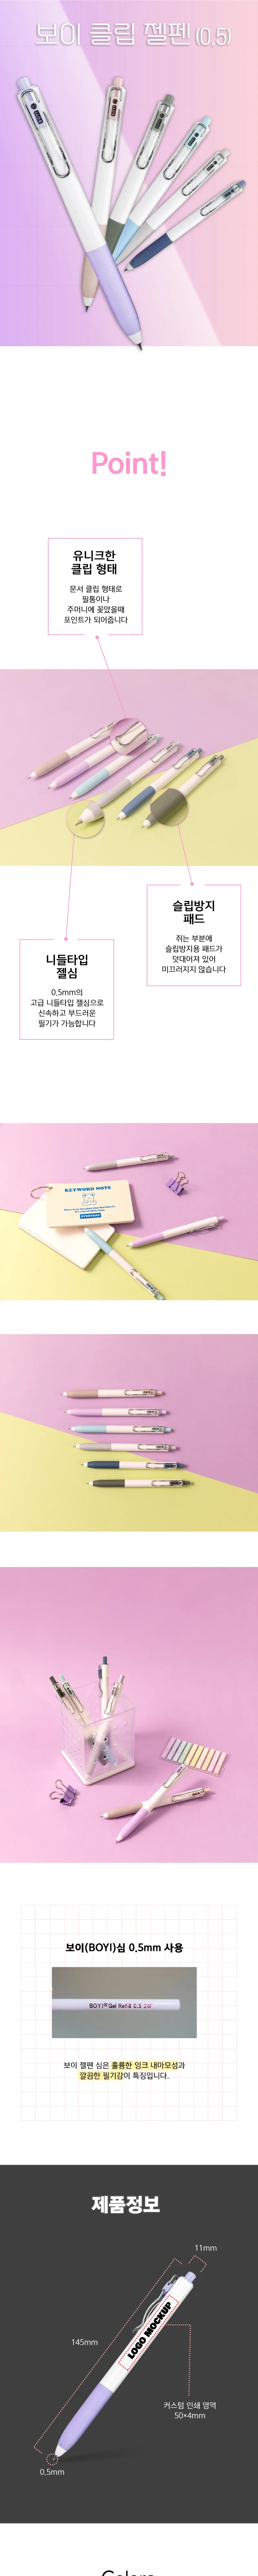 보이 클립 젤펜 (0.5)
Point!
유니크한
클립 형태
문서 클립 형태로
필통이나
주머니에 꽂았을때
포인트가 되어줍니다
슬립방지
패드
쥐는 부분에
슬립방지용 패드가
덧대어져 있어
미끄러지지 않습니다
니들타입
젤심
0.5mm의
고급 니들타입 젤심으로
신속하고 부드러운
필기가 가능합니다
KEYWORD NOTE
보이(BOYI)심 0.5mm 사용
BOYI® Gel Refill 0.5
보이 젤펜 심은 훌륭한 잉크 내마모성과
깔끔한 필기감이 특징입니다.
제품정보
11mm
LOGO MOCKUP
145mm
커스텀 인쇄 영역
50×4mm
0.5mm